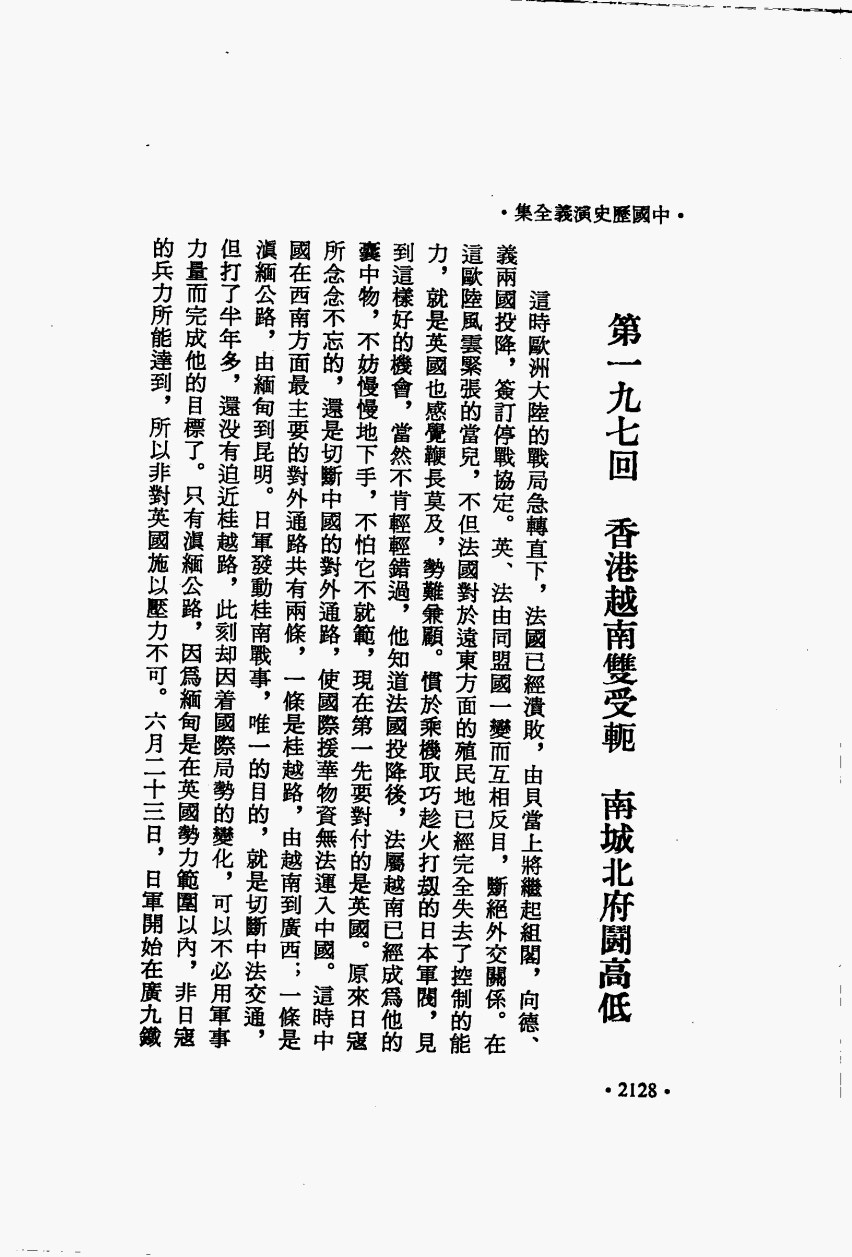 ·中國歷史演義全集·
第一九七回　香港越南雙受軛　南城北府鬪高低
這時歐洲大陸的戰局急轉直下，法國已經潰敗，由貝當上將繼起組閣，向德、
義兩國投降，簽訂停戰協定。英、法由同盟國一變而互相反目，斷絕外交關係。在
這歐陸風雲緊張的當兒，不但法國對於遠東方面的殖民地已經完全失去了控制的能
力，就是英國也感覺鞭長莫及，勢難兼顧。慣於乘機取巧趁火打刼的日本軍閥，見
到這樣好的機會，當然不肯輕輕錯過，他知道法國投降後，法屬越南已經成爲他的
囊中物，不妨慢慢地下手，不怕它不就範，現在第一先要對付的是英國。原來日寇
所念念不忘的，還是切斷中國的對外通路，使國際援華物資無法運入中國。這時中
國在西南方面最主要的對外通路共有兩條，一條是桂越路，由越南到廣西；一條是
滇緬公路，由緬甸到昆明。日軍發動桂南戰事，唯一的目的，就是切斷中法交通，
但打了半年多，還没有迫近桂越路，此刻却因着國際局勢的變化，可以不必用軍事
力量而完成他的目標了。只有滇緬公路，因爲緬甸是在英國勢力範圍以內，非日寇
的兵力所能達到，所以非對英國施以壓力不可。六月二十三日，日軍開始在廣九鐵
·2128·